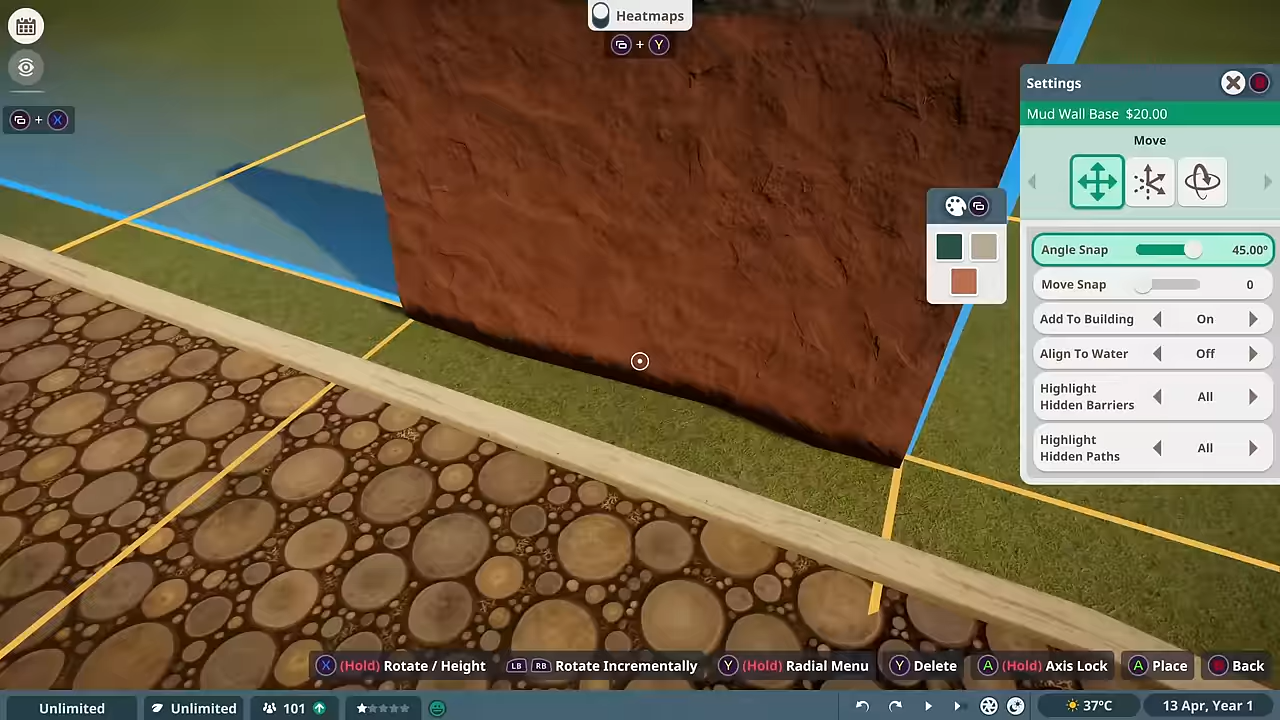 Heatmaps
+ Y
+ X
Settings
Mud Wall Base $20.00
Move
Angle Snap 45.00°
Move Snap 0
Add To Building On
Align To Water Off
Highlight
Hidden Barriers All
Highlight
Hidden Paths All
X (Hold) Rotate / Height LB RB Rotate Incrementally Y (Hold) Radial Menu Y Delete A (Hold) Axis Lock A Place Back
Unlimited Unlimited 101 37°C 13 Apr, Year 1